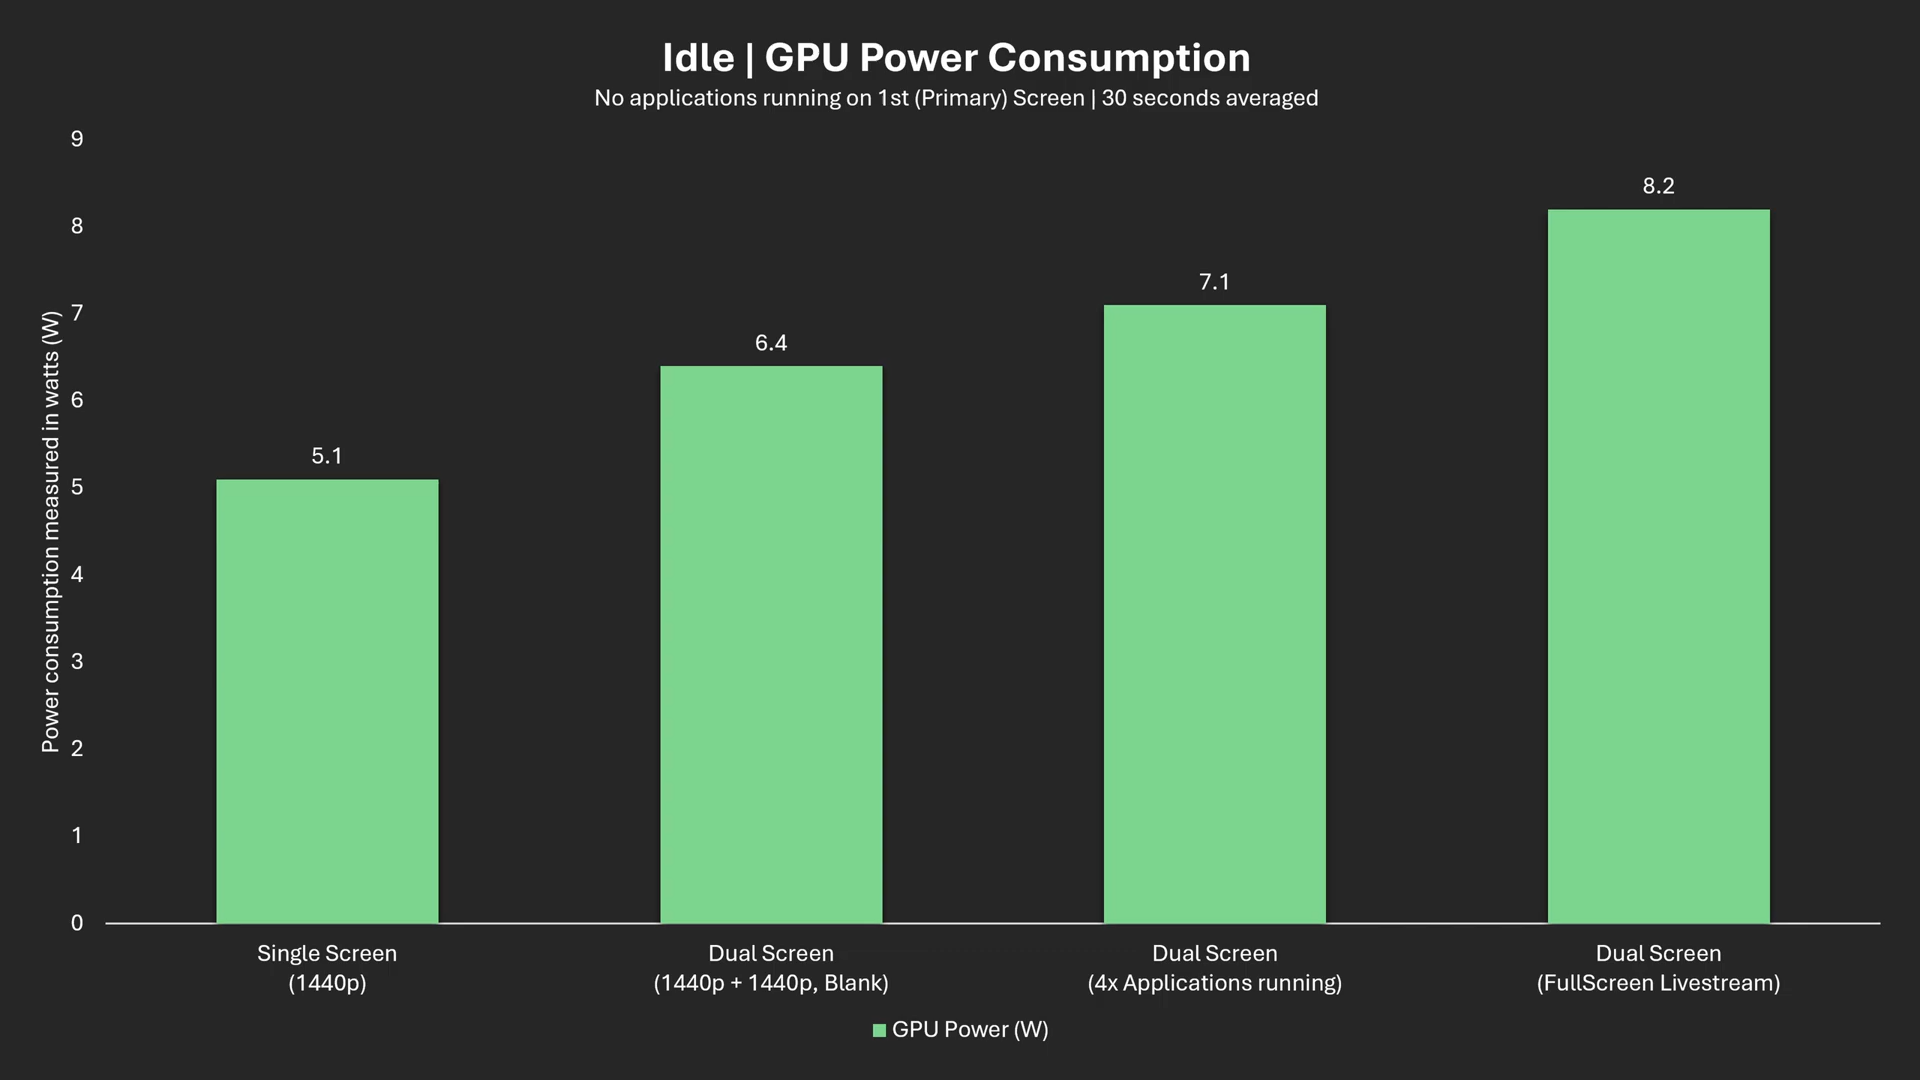 Idle | GPU Power Consumption
No applications running on 1st (Primary) Screen | 30 seconds averaged
Power consumption measured in watts (W)
9
8
7
6
5
4
3
2
1
0
5.1
6.4
7.1
8.2
Single Screen
(1440p)
Dual Screen
(1440p + 1440p, Blank)
Dual Screen
(4x Applications running)
Dual Screen
(FullScreen Livestream)
GPU Power (W)